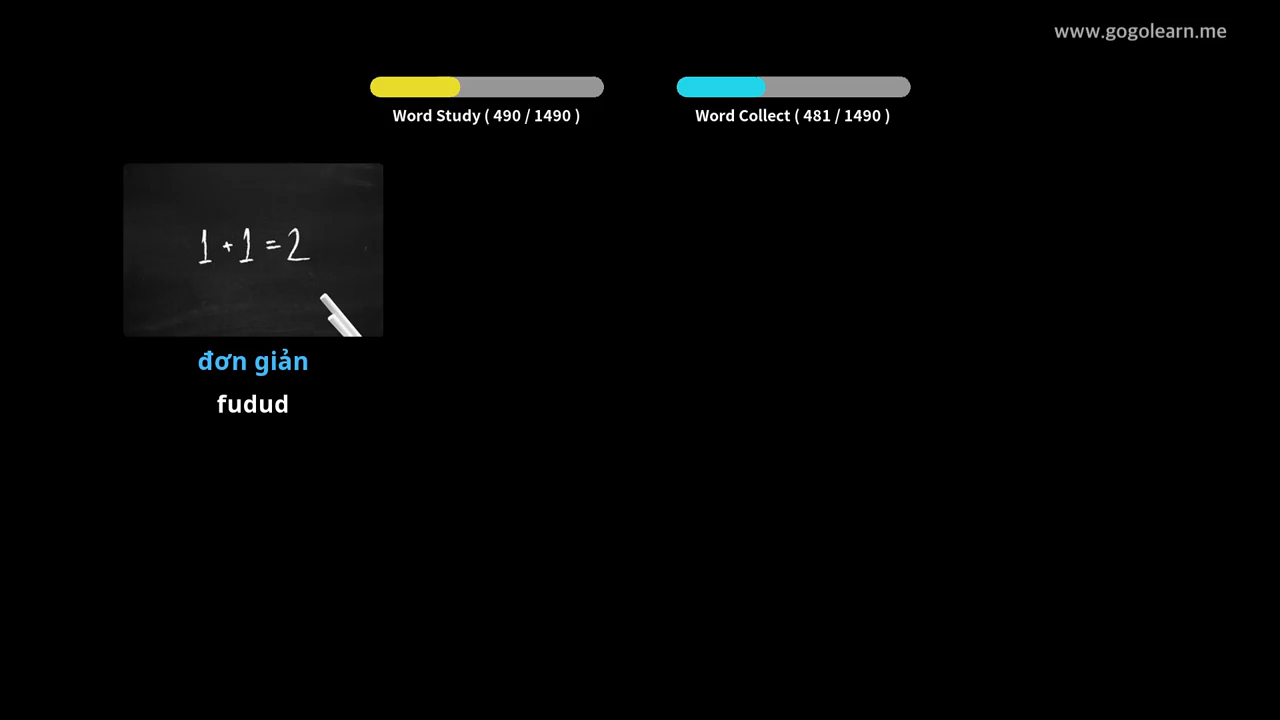 www.gogolearn.me
Word Study ( 490 / 1490 )
Word Collect ( 481 / 1490 )
1 + 1 = 2
đơn giản
fudud